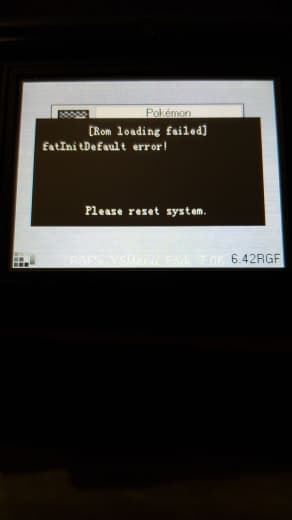 Pokémon
[Rom loading failed]
fatInitDefault error!
Please reset system.
6.42RGF